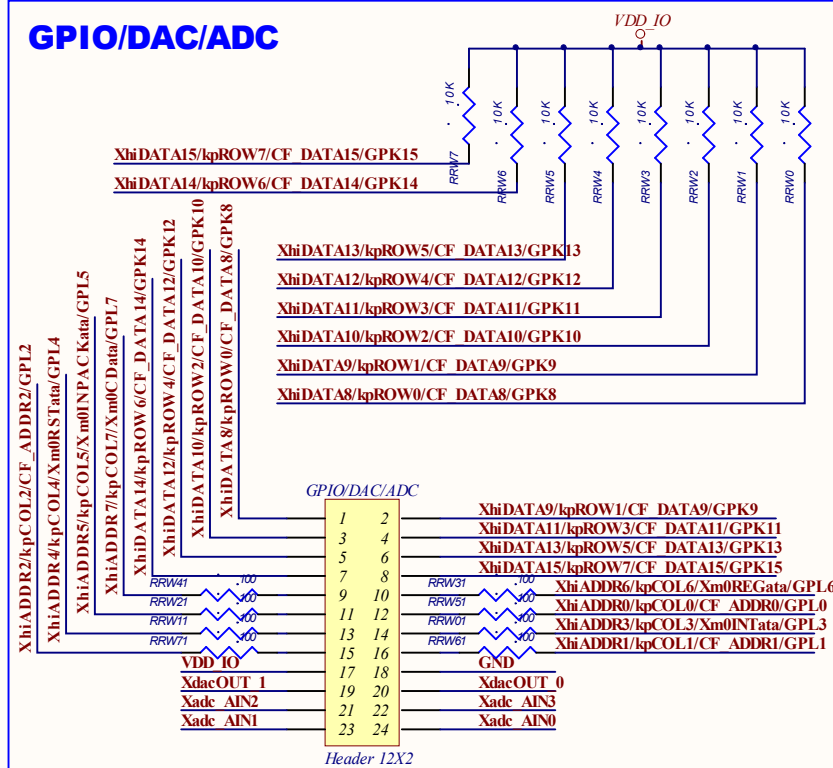 GPIO/DAC/ADC
VDD_IO
10K
10K
10K
10K
10K
10K
10K
10K
RRW7
RRW6
RRW5
RRW4
RRW3
RRW2
RRW1
RRW0
XhiDATA15/kpROW7/CF_DATA15/GPK15
XhiDATA14/kpROW6/CF_DATA14/GPK14
XhiDATA13/kpROW5/CF_DATA13/GPK13
XhiDATA12/kpROW4/CF_DATA12/GPK12
XhiDATA11/kpROW3/CF_DATA11/GPK11
XhiDATA10/kpROW2/CF_DATA10/GPK10
XhiDATA9/kpROW1/CF_DATA9/GPK9
XhiDATA8/kpROW0/CF_DATA8/GPK8
XhiADDR2/kpCOL2/CF_ADDR2/GPL2
XhiADDR4/kpCOL4/Xm0RSTata/GPL4
XhiADDR5/kpCOL5/Xm0INPACKata/GPL5
XhiADDR7/kpCOL7/Xm0CData/GPL7
XhiDATA14/kpROW6/CF_DATA14/GPK14
XhiDATA12/kpROW4/CF_DATA12/GPK12
XhiDATA10/kpROW2/CF_DATA10/GPK10
XhiDATA8/kpROW0/CF_DATA8/GPK8
GPIO/DAC/ADC
1 2 XhiDATA9/kpROW1/CF_DATA9/GPK9
3 4 XhiDATA11/kpROW3/CF_DATA11/GPK11
5 6 XhiDATA13/kpROW5/CF_DATA13/GPK13
7 8 XhiDATA15/kpROW7/CF_DATA15/GPK15
RRW41 100 9 10 RRW31 100 XhiADDR6/kpCOL6/Xm0REGata/GPL6
RRW21 100 11 12 RRW51 100 XhiADDR0/kpCOL0/CF_ADDR0/GPL0
RRW11 100 13 14 RRW01 100 XhiADDR3/kpCOL3/Xm0INTata/GPL3
RRW71 100 15 16 RRW61 100 XhiADDR1/kpCOL1/CF_ADDR1/GPL1
VDD_IO 17 18 GND
XdacOUT_1 19 20 XdacOUT_0
Xadc_AIN2 21 22 Xadc_AIN3
Xadc_AIN1 23 24 Xadc_AIN0
Header 12X2